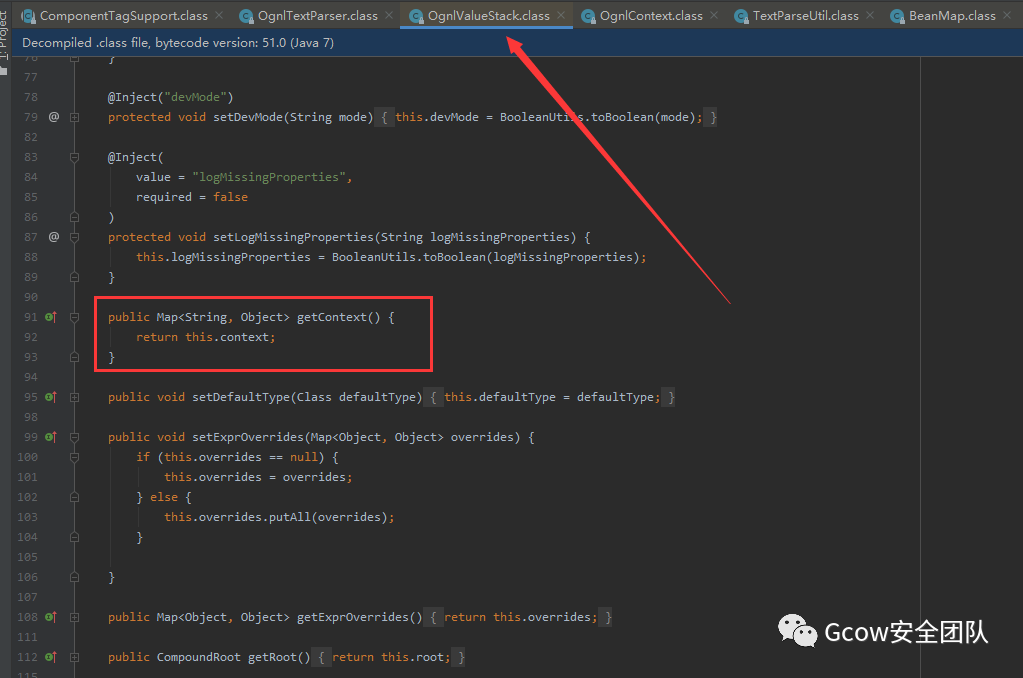 ComponentTagSupport.class OgnlTextParser.class OgnlValueStack.class OgnlContext.class TextParseUtil.class BeanMap.class
1: Project
Decompiled .class file, bytecode version: 51.0 (Java 7)
76 }
77
78 @Inject("devMode")
79 @ protected void setDevMode(String mode) { this.devMode = BooleanUtils.toBoolean(mode); }
82
83 @Inject(
84 value = "logMissingProperties",
85 required = false
86 )
87 @ protected void setLogMissingProperties(String logMissingProperties) {
88 this.logMissingProperties = BooleanUtils.toBoolean(logMissingProperties);
89 }
90
91 public Map<String, Object> getContext() {
92 return this.context;
93 }
94
95 public void setDefaultType(Class defaultType) { this.defaultType = defaultType; }
98
99 public void setExprOverrides(Map<Object, Object> overrides) {
100 if (this.overrides == null) {
101 this.overrides = overrides;
102 } else {
103 this.overrides.putAll(overrides);
104 }
105
106 }
107
108 public Map<Object, Object> getExprOverrides() { return this.overrides; }
111
112 public CompoundRoot getRoot() { return this.root; }
115
Gcow安全团队